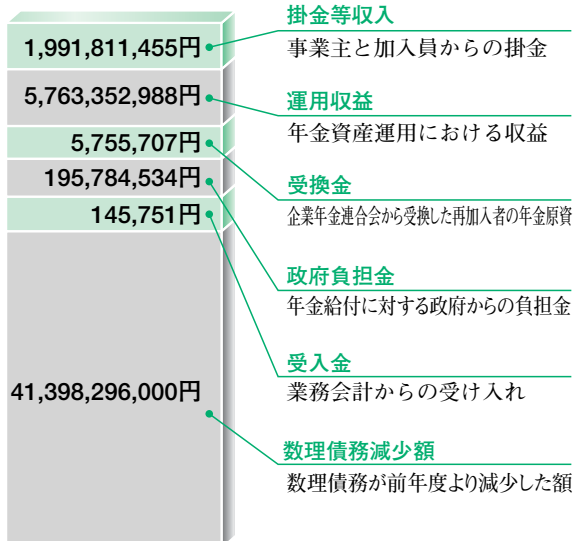 掛金等収入
1,991,811,455円
事業主と加入員からの掛金
5,763,352,988円
運用収益
年金資産運用における収益
5,755,707円
受換金
195,784,534円
企業年金連合会から受換した再加入者の年金原資
145,751円
政府負担金
年金給付に対する政府からの負担金
受入金
業務会計からの受け入れ
41,398,296,000円
数理債務減少額
数理債務が前年度より減少した額